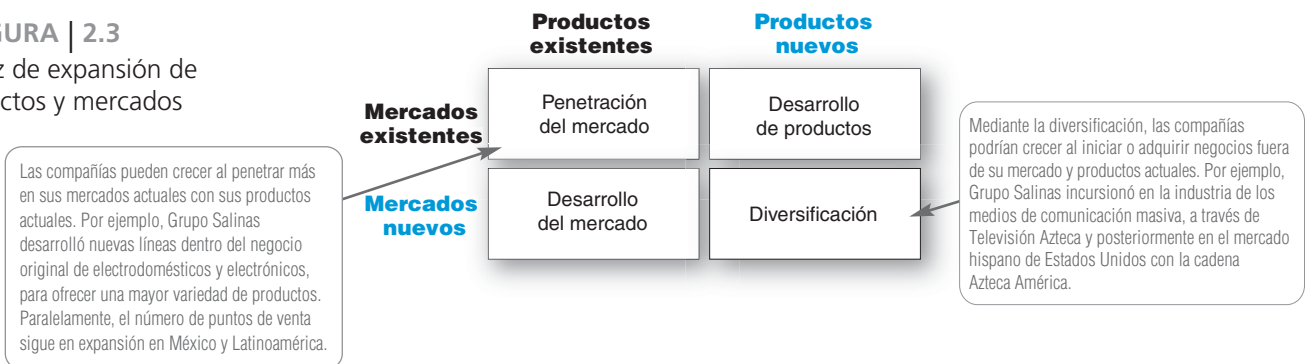 GURA | 2.3
z de expansión de
ctos y mercados
Productos
existentes
Productos
nuevos
Mercados
existentes
Penetración
del mercado
Desarrollo
de productos
Mercados
nuevos
Desarrollo
del mercado
Diversificación
Las compañías pueden crecer al penetrar más
en sus mercados actuales con sus productos
actuales. Por ejemplo, Grupo Salinas
desarrolló nuevas líneas dentro del negocio
original de electrodomésticos y electrónicos,
para ofrecer una mayor variedad de productos.
Paralelamente, el número de puntos de venta
sigue en expansión en México y Latinoamérica.
Mediante la diversificación, las compañías
podrían crecer al iniciar o adquirir negocios fuera
de su mercado y productos actuales. Por ejemplo,
Grupo Salinas incursionó en la industria de los
medios de comunicación masiva, a través de
Televisión Azteca y posteriormente en el mercado
hispano de Estados Unidos con la cadena
Azteca América.